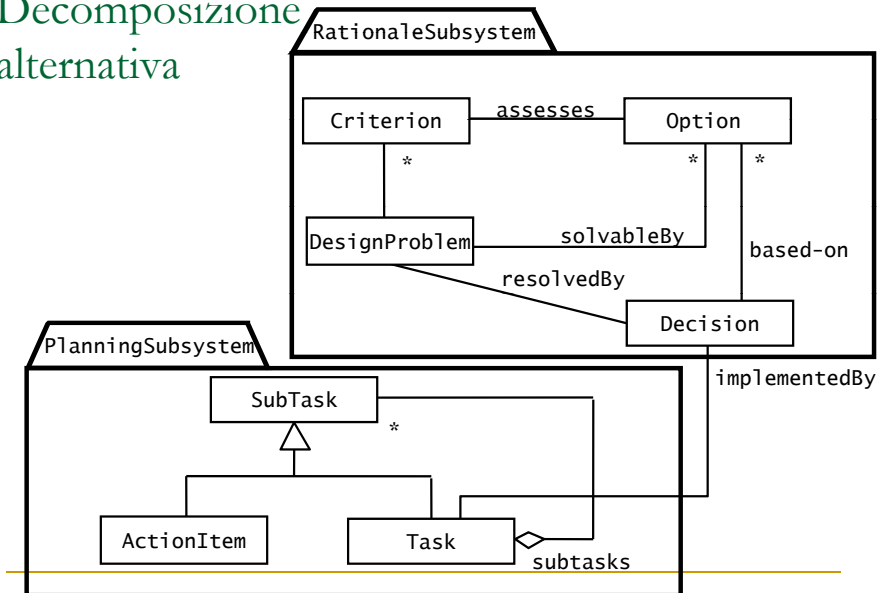 Decomposizione
alternativa
RationaleSubsystem
Criterion
assesses
Option
*
*
*
DesignProblem
solvableBy
based-on
resolvedBy
Decision
PlanningSubsystem
implementedBy
SubTask
*
ActionItem
Task
subtasks